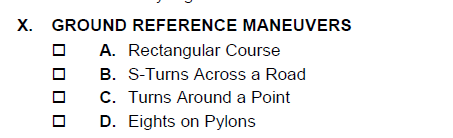 X. GROUND REFERENCE MANEUVERS
☐ A. Rectangular Course
☐ B. S-Turns Across a Road
☐ C. Turns Around a Point
☐ D. Eights on Pylons